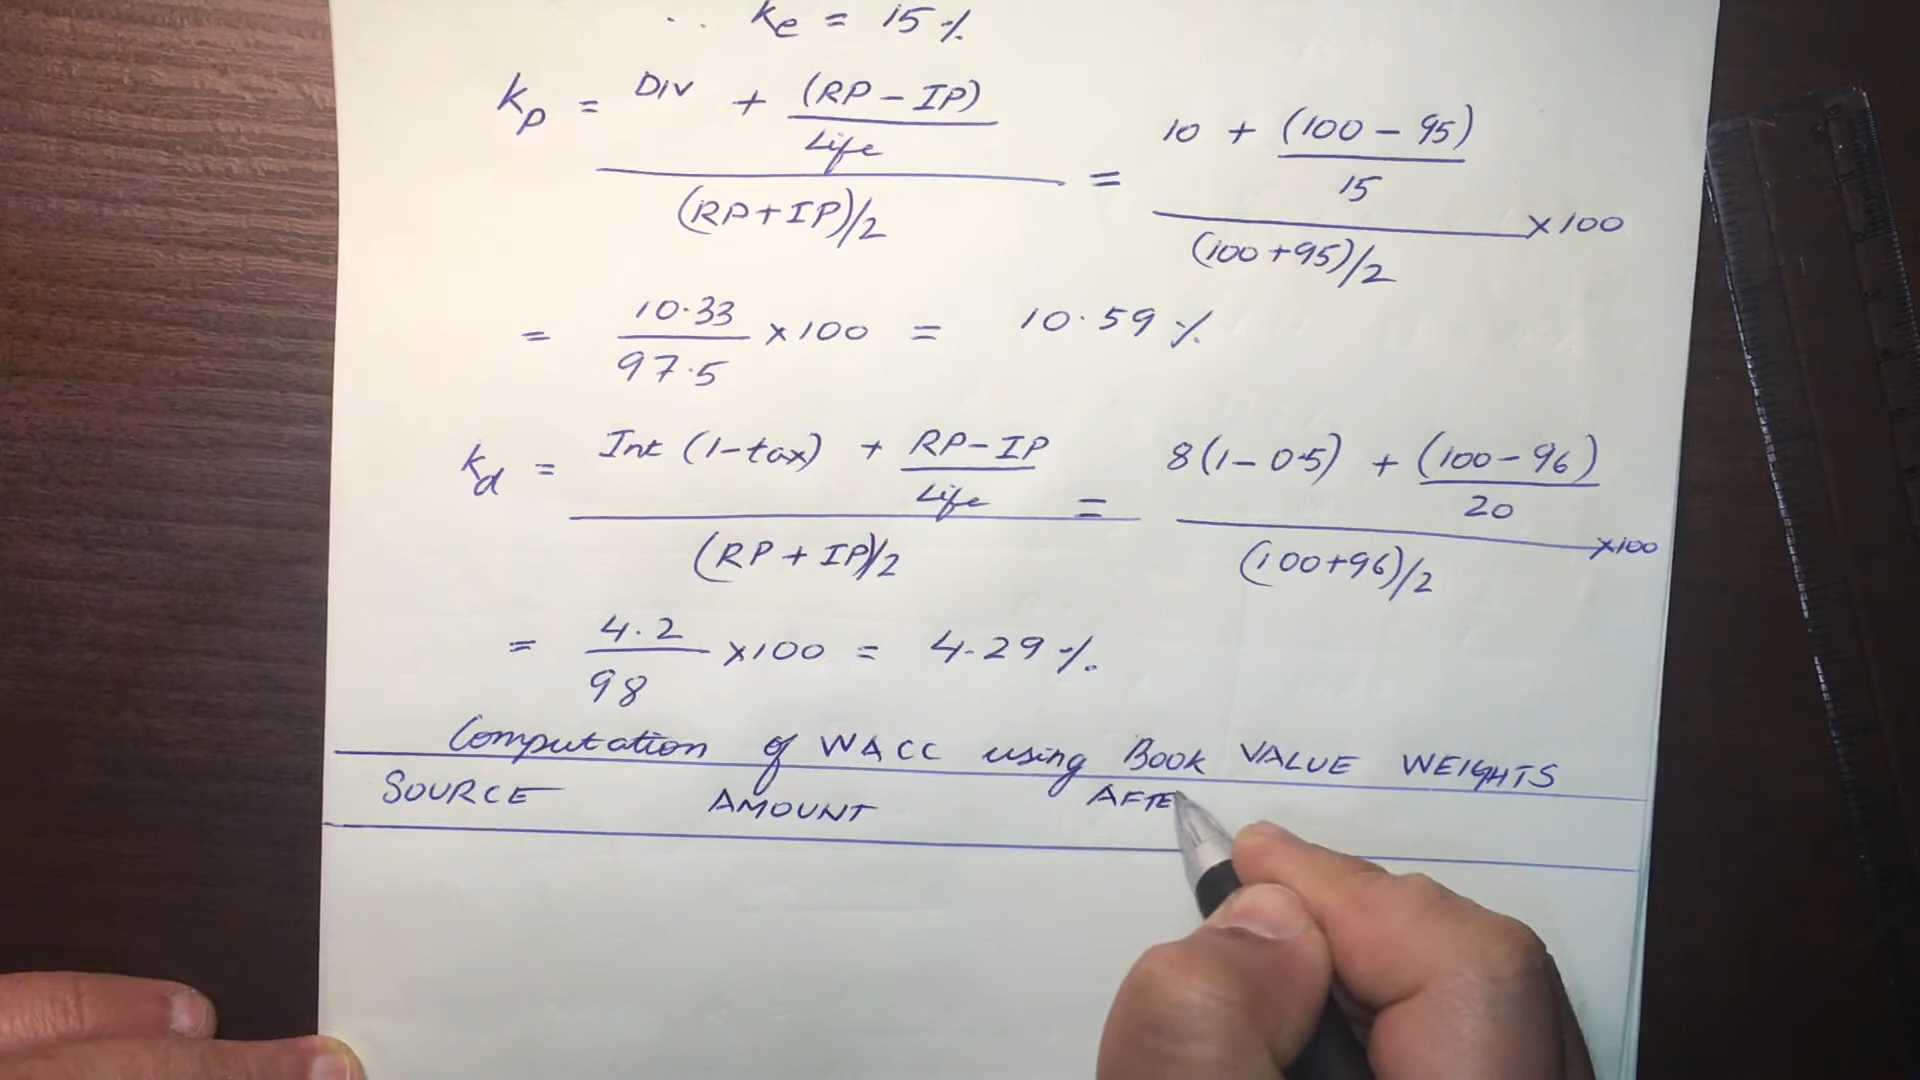 ∴ Ke = 15%
Kp = Div + (RP - IP)/Life / (RP+IP)/2 = 10 + (100 - 95)/15 / (100+95)/2 ×100
= 10.33/97.5 ×100 = 10.59%
Kd = Int (1-tax) + RP-IP/Life / (RP + IP)/2 = 8(1-0.5) + (100-96)/20 / (100+96)/2 ×100
= 4.2/98 ×100 = 4.29%
Computation of WACC using Book VALUE WEIGHTS
SOURCE AMOUNT AFTE